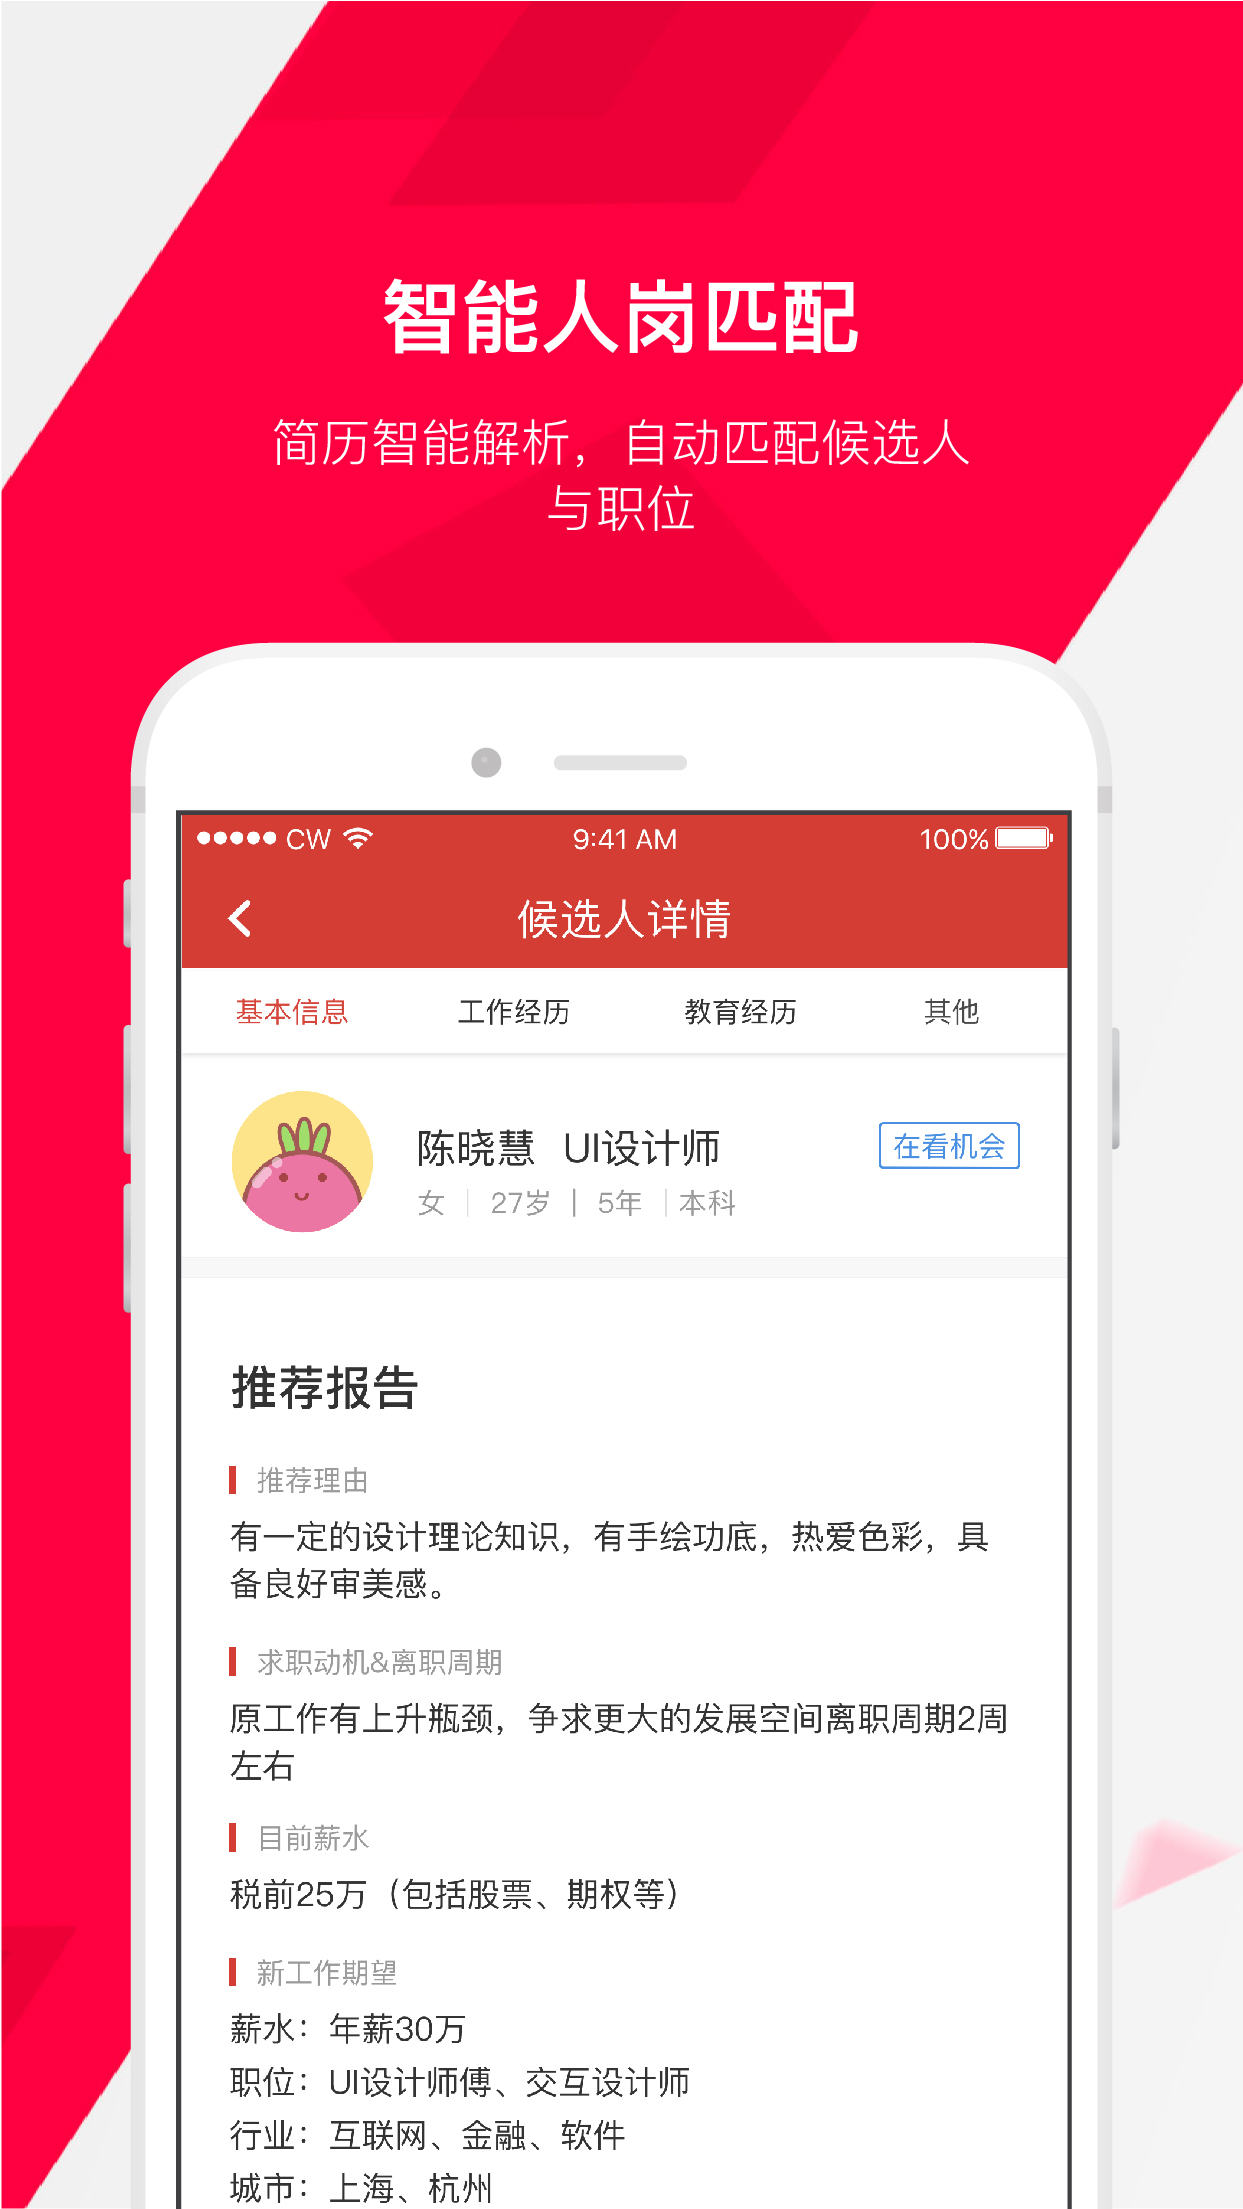 智能人岗匹配
简历智能解析，自动匹配候选人
与职位
CW 9:41 AM 100%
候选人详情
基本信息 工作经历 教育经历 其他
陈晓慧 UI设计师 在看机会
女 27岁 5年 本科
推荐报告
推荐理由
有一定的设计理论知识，有手绘功底，热爱色彩，具
备良好审美感。
求职动机&离职周期
原工作有上升瓶颈，争求更大的发展空间离职周期2周
左右
目前薪水
税前25万（包括股票、期权等）
新工作期望
薪水：年薪30万
职位：UI设计师傅、交互设计师
行业：互联网、金融、软件
城市：上海、杭州